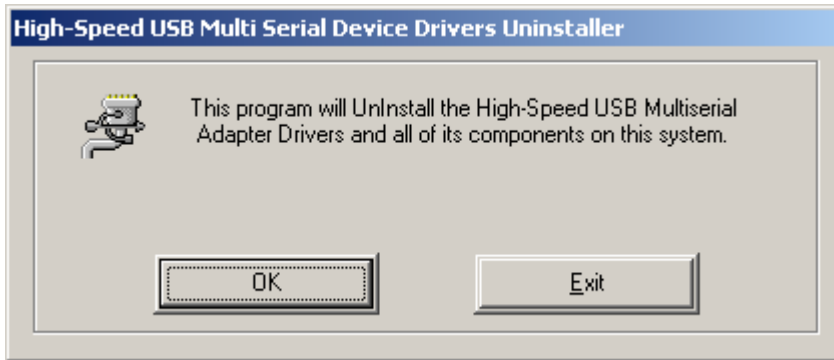 High-Speed USB Multi Serial Device Drivers Uninstaller
This program will UnInstall the High-Speed USB Multiserial
Adapter Drivers and all of its components on this system.
OK
Exit